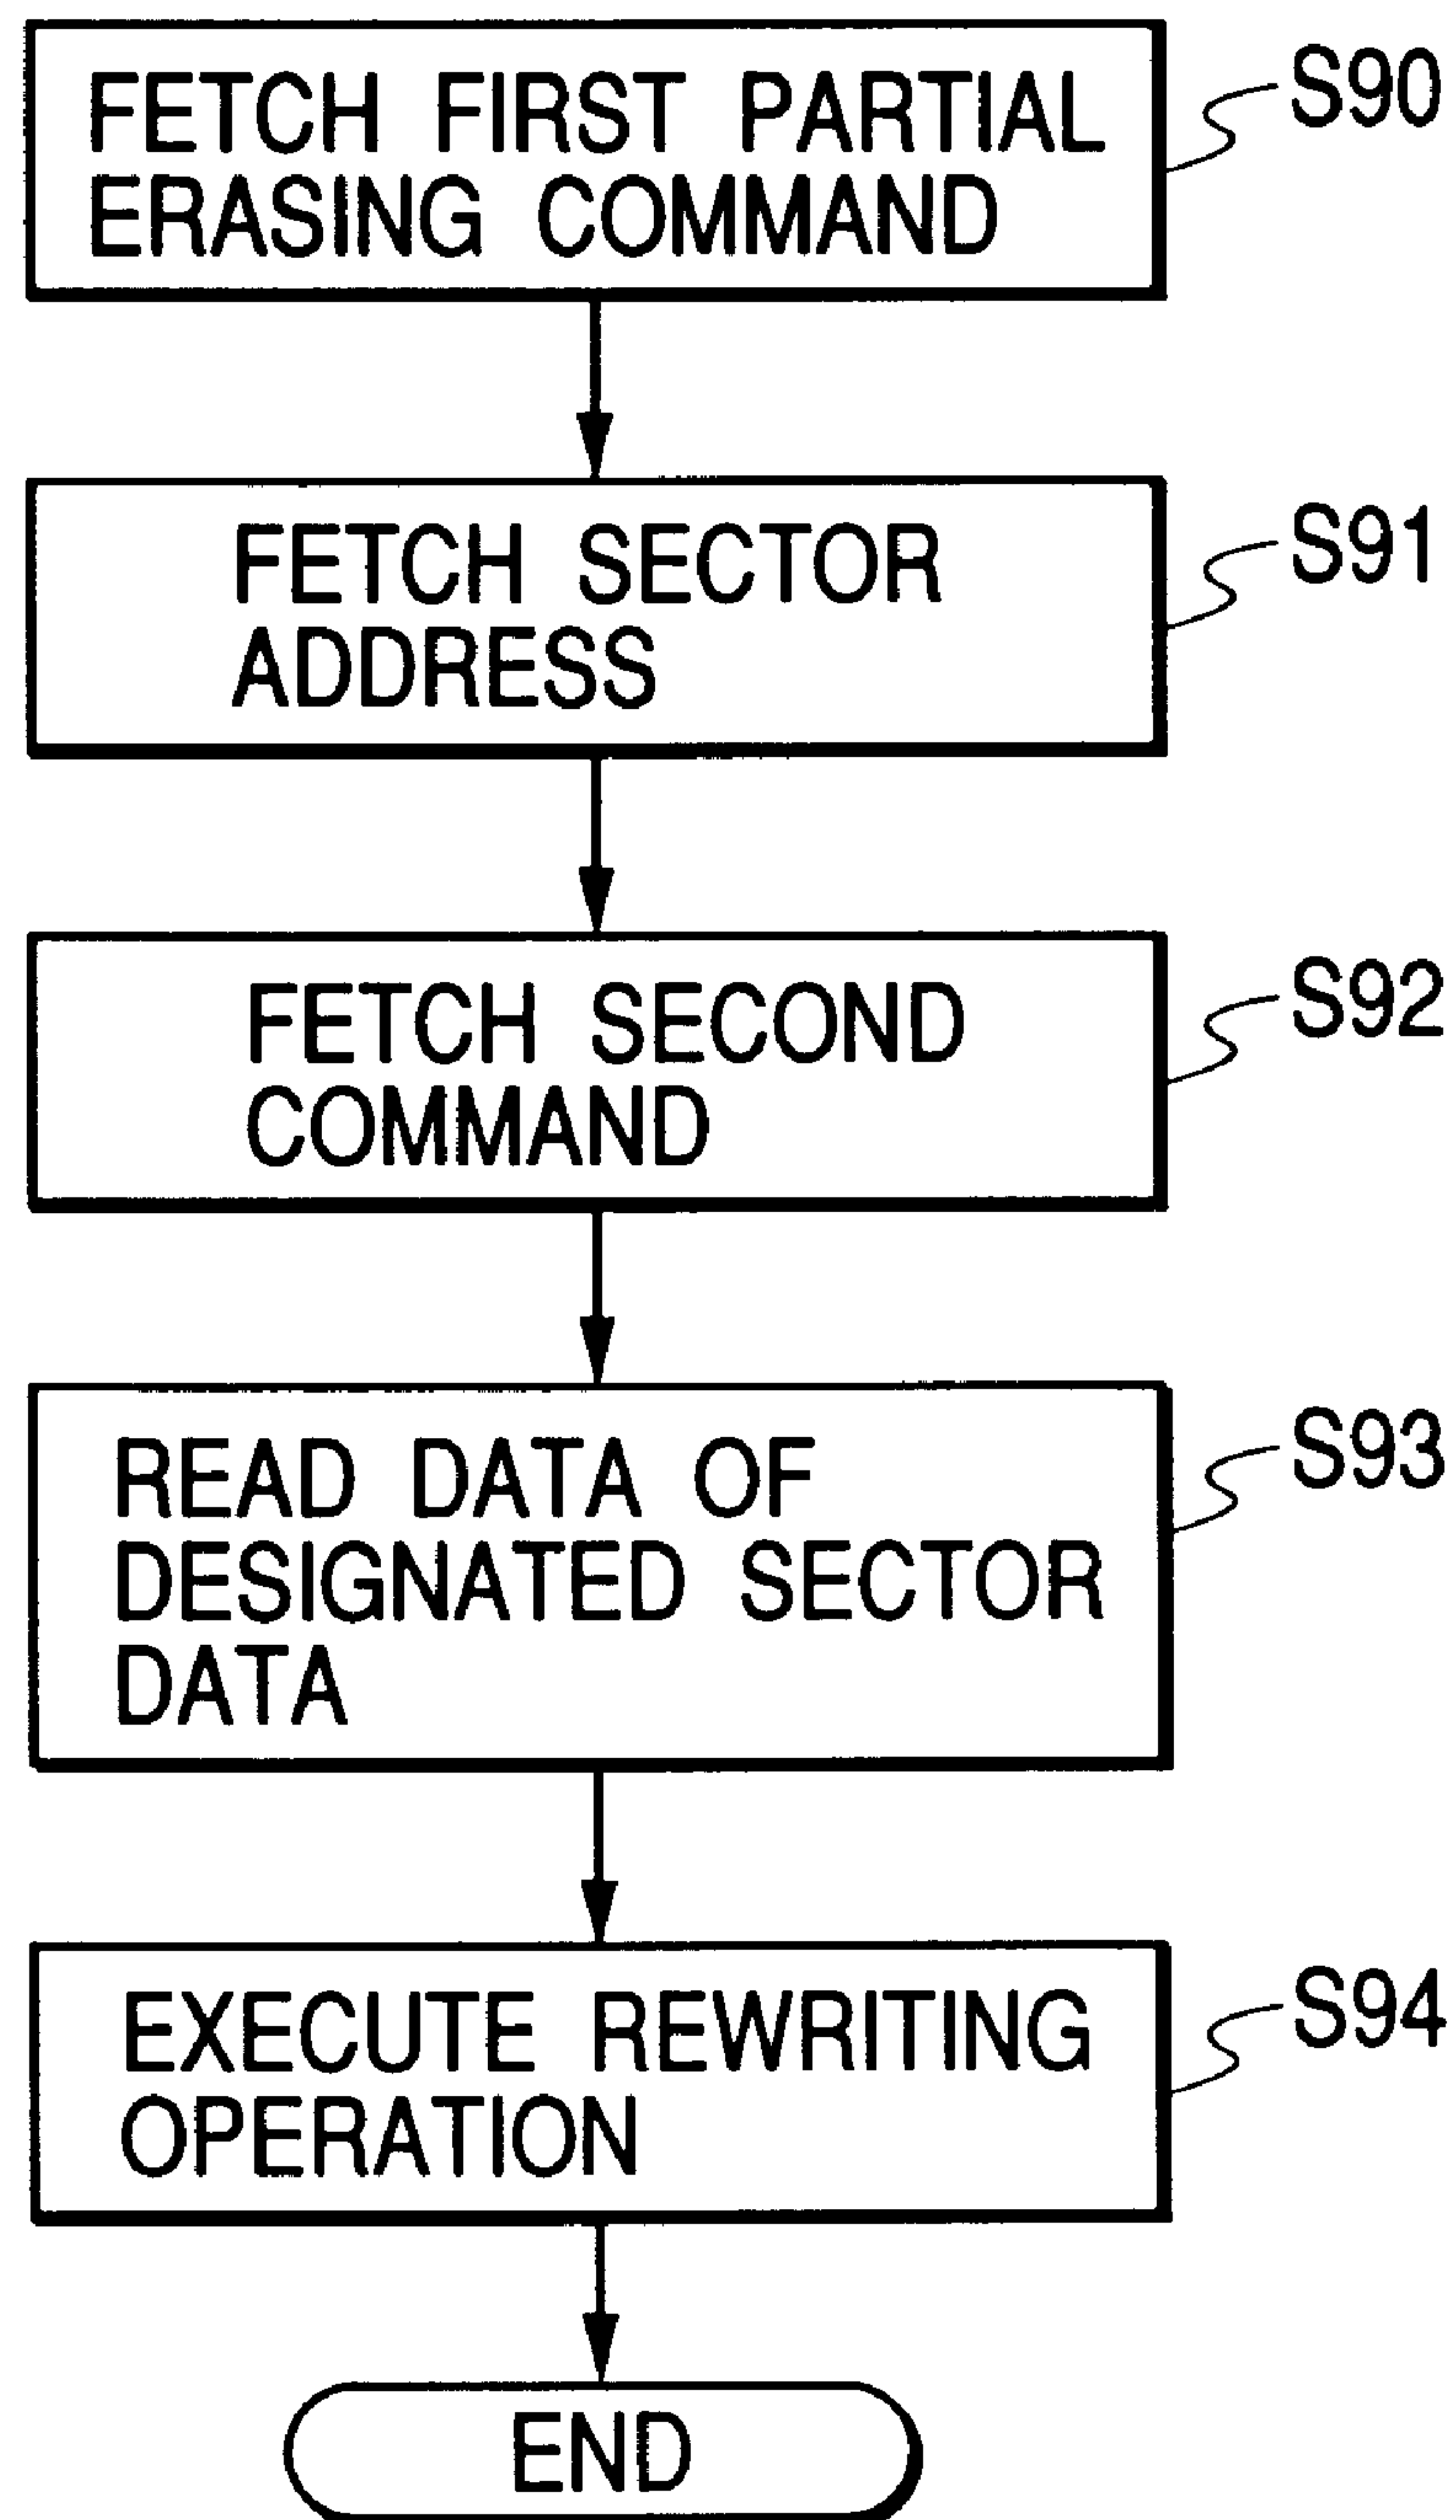 FETCH FIRST PARTIAL
ERASING COMMAND
S90
FETCH SECTOR
ADDRESS
S91
FETCH SECOND
COMMAND
S92
READ DATA OF
DESIGNATED SECTOR
DATA
S93
EXECUTE REWRITING
OPERATION
S94
END